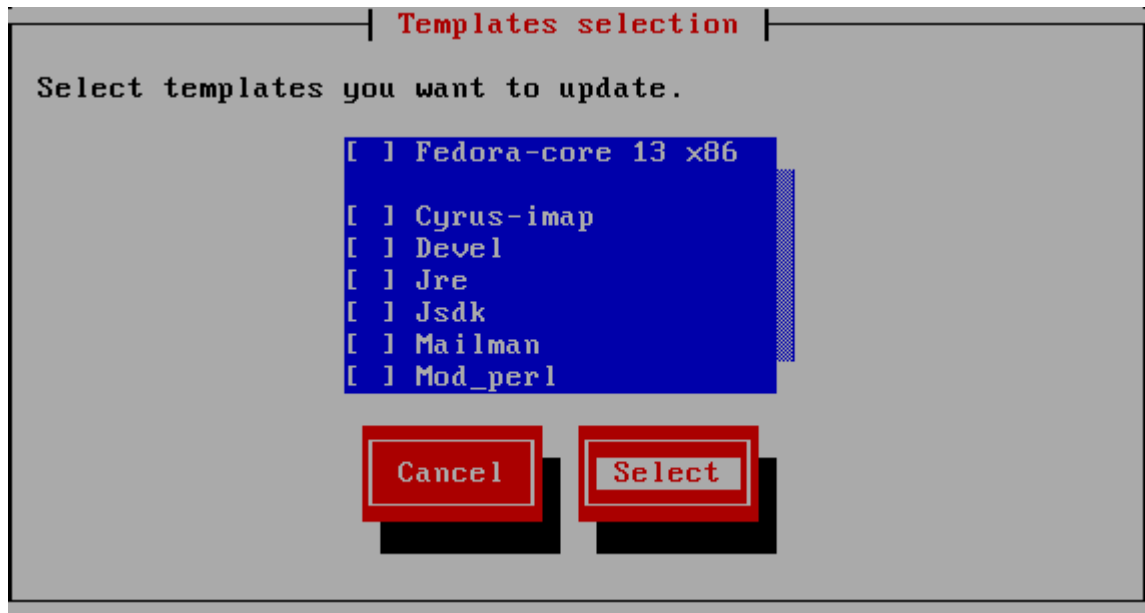 Templates selection
Select templates you want to update.
[ ] Fedora-core 13 x86
[ ] Cyrus-imap
[ ] Devel
[ ] Jre
[ ] Jsdk
[ ] Mailman
[ ] Mod_perl
Cancel Select